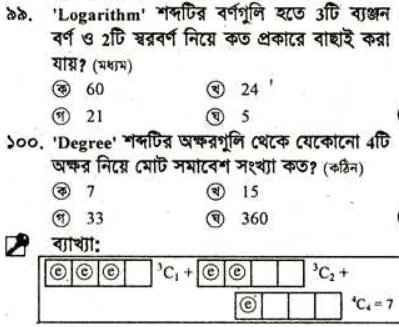 ৯৯. 'Logarithm' শব্দটির বর্ণগুলি হতে 3টি ব্যঞ্জন
বর্ণ ও 2টি স্বরবর্ণ নিয়ে কত প্রকারে বাছাই করা
যায়? (মধ্যম)
ক 60 খ 24
গ 21 ঘ 5
১০০. 'Degree' শব্দটির অক্ষরগুলি থেকে যেকোনো 4টি
অক্ষর নিয়ে মোট সমাবেশ সংখ্যা কত? (কঠিন)
ক 7 খ 15
গ 33 ঘ 360
ব্যাখ্যা:
e e e ³C₁ + e e ³C₂ +
e ⁴C₄ = 7